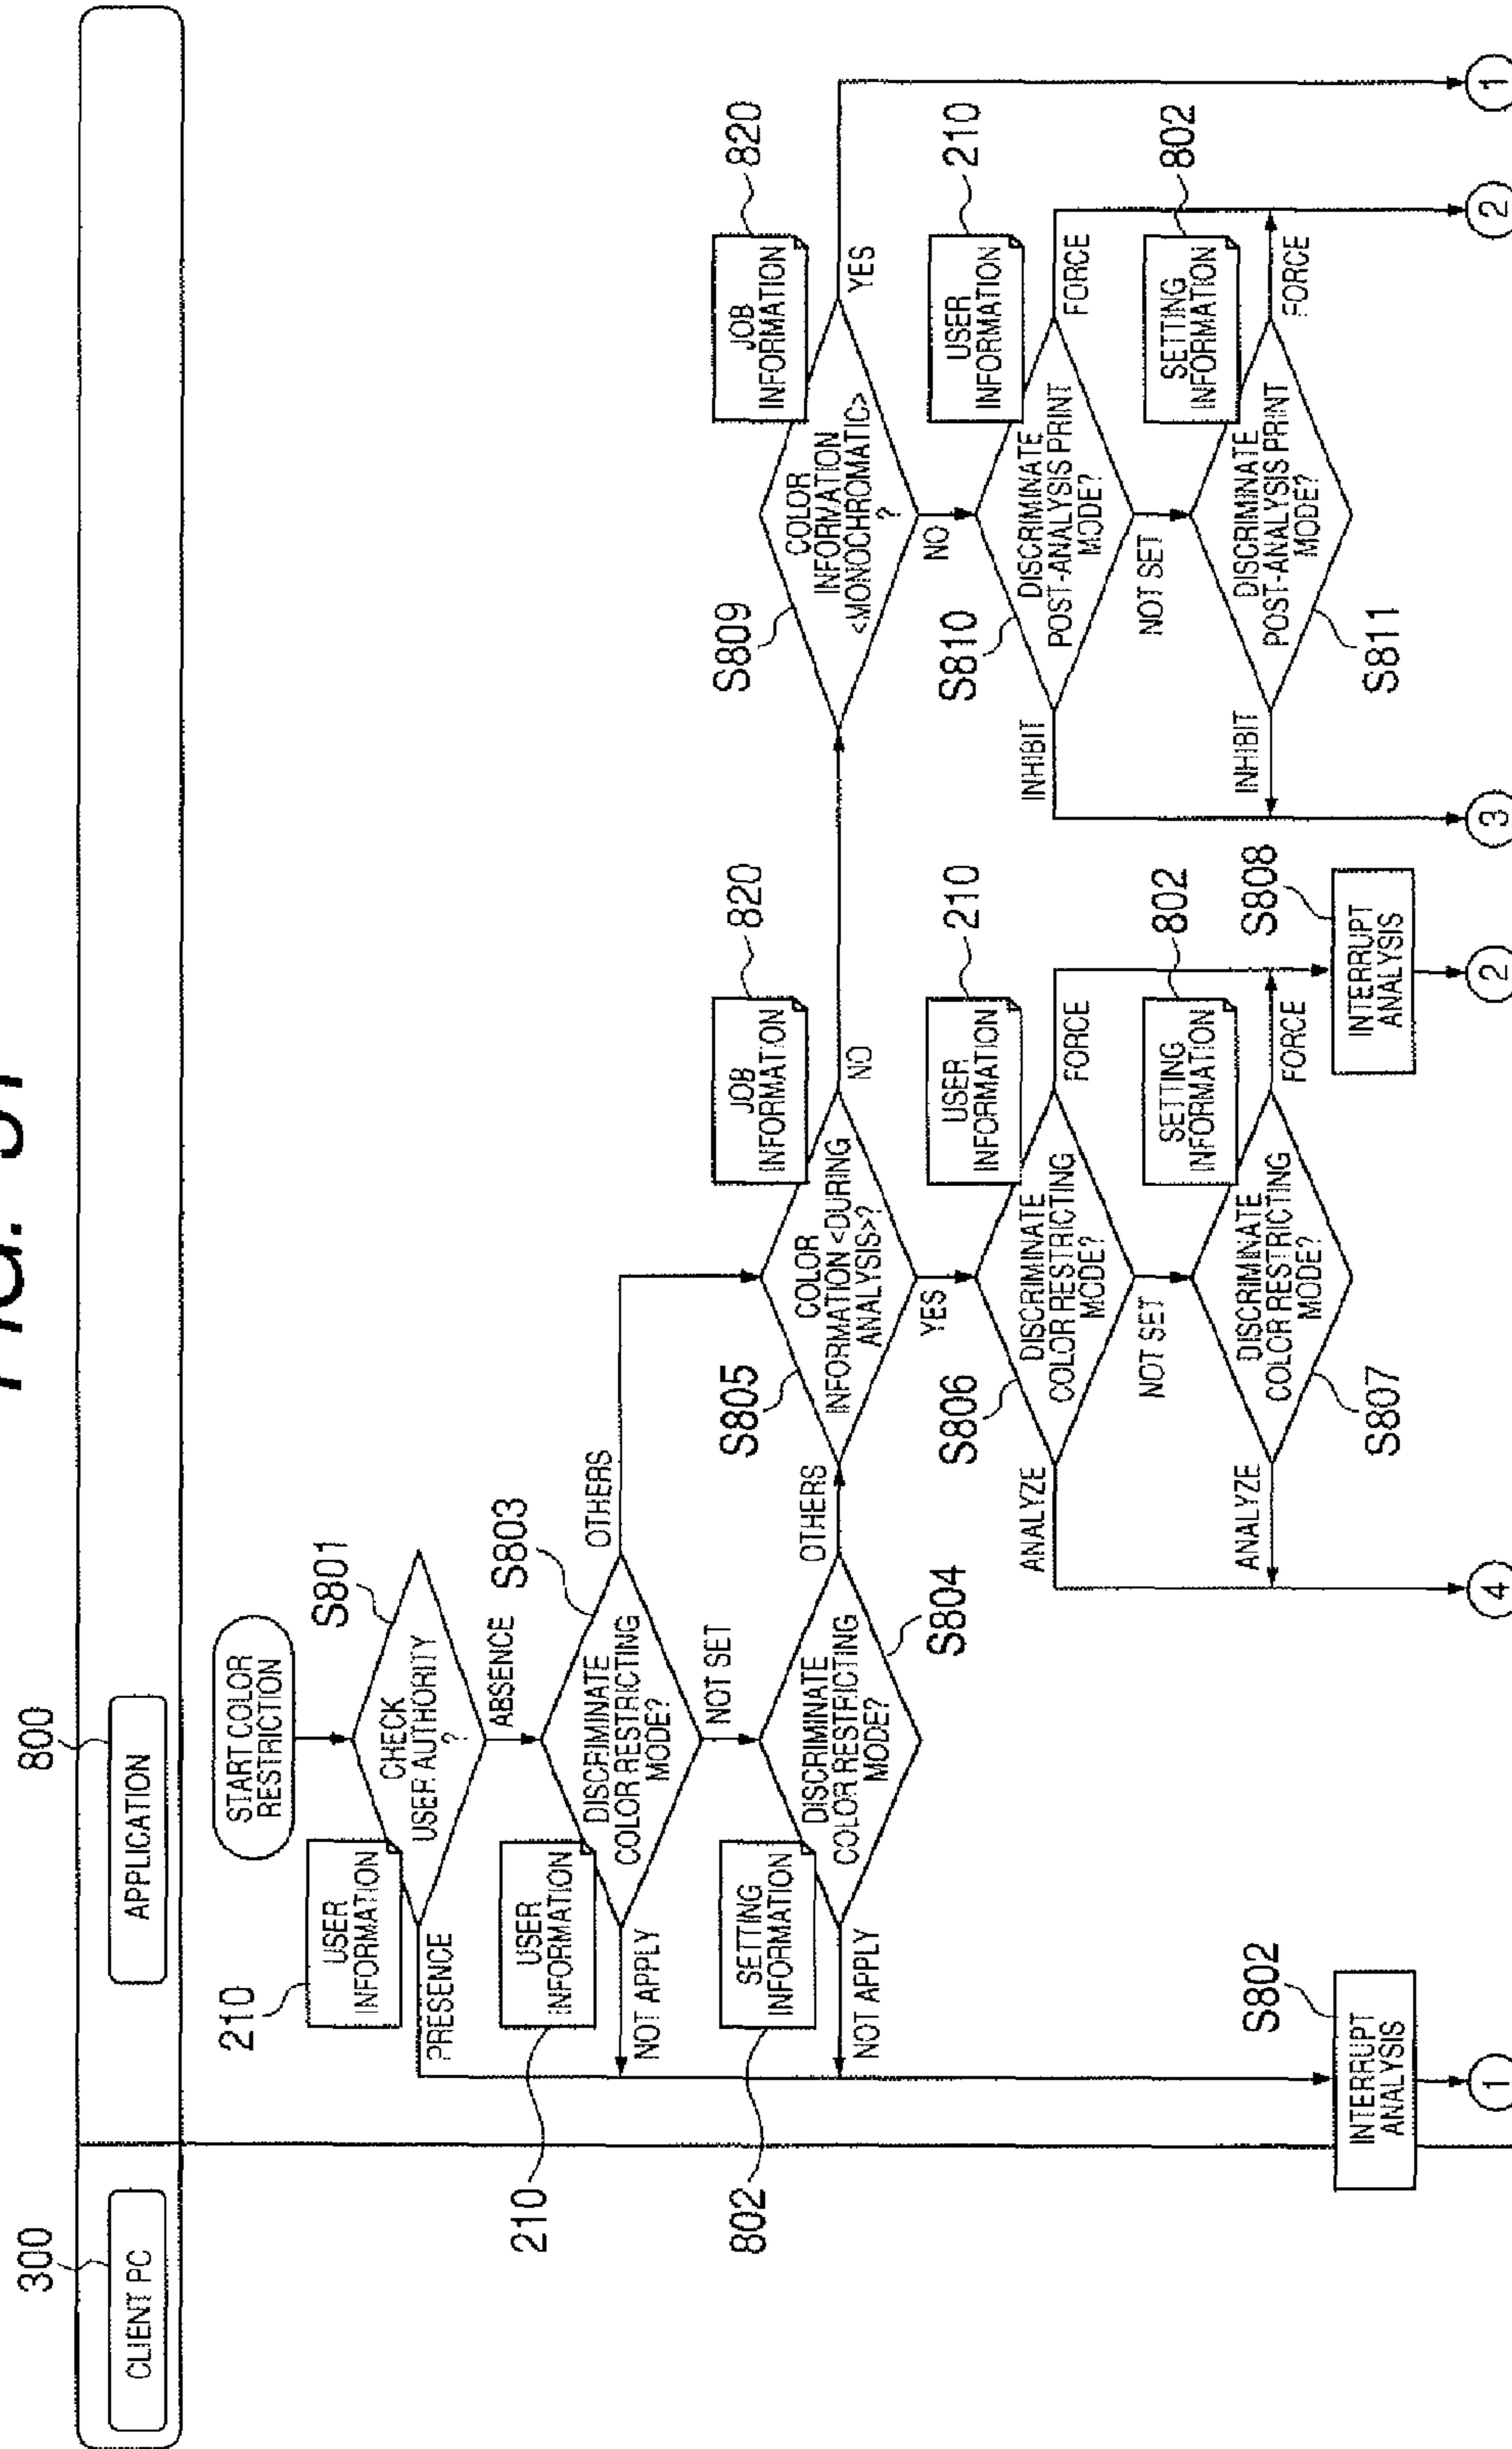 300
CLIENT PC
800
APPLICATION
START COLOR
RESTRICTION
210
USER
INFORMATION
S801
CHECK
USER AUTHORITY
?
PRESENCE
ABSENCE
210
USER
INFORMATION
S803
DISCRIMINATE
COLOR RESTRICTING
MODE?
NOT APPLY
OTHERS
NOT SET
802
SETTING
INFORMATION
DISCRIMINATE
COLOR RESTRICTING
MODE?
S804
NOT APPLY
OTHERS
S802
INTERRUPT
ANALYSIS
1
S805
COLOR
INFORMATION <DURING
ANALYSIS>?
JOB
INFORMATION
820
NO
YES
S806
DISCRIMINATE
COLOR RESTRICTING
MODE?
USER
INFORMATION
210
ANALYZE
FORCE
NOT SET
DISCRIMINATE
COLOR RESTRICTING
MODE?
S807
SETTING
INFORMATION
802
ANALYZE
FORCE
S808
INTERRUPT
ANALYSIS
4
2
S809
COLOR
INFORMATION
<MONOCHROMATIC>
?
JOB
INFORMATION
820
YES
NO
S810
DISCRIMINATE
POST-ANALYSIS PRINT
MODE?
USER
INFORMATION
210
INHIBIT
FORCE
NOT SET
DISCRIMINATE
POST-ANALYSIS PRINT
MODE?
S811
SETTING
INFORMATION
802
INHIBIT
FORCE
3
2
1